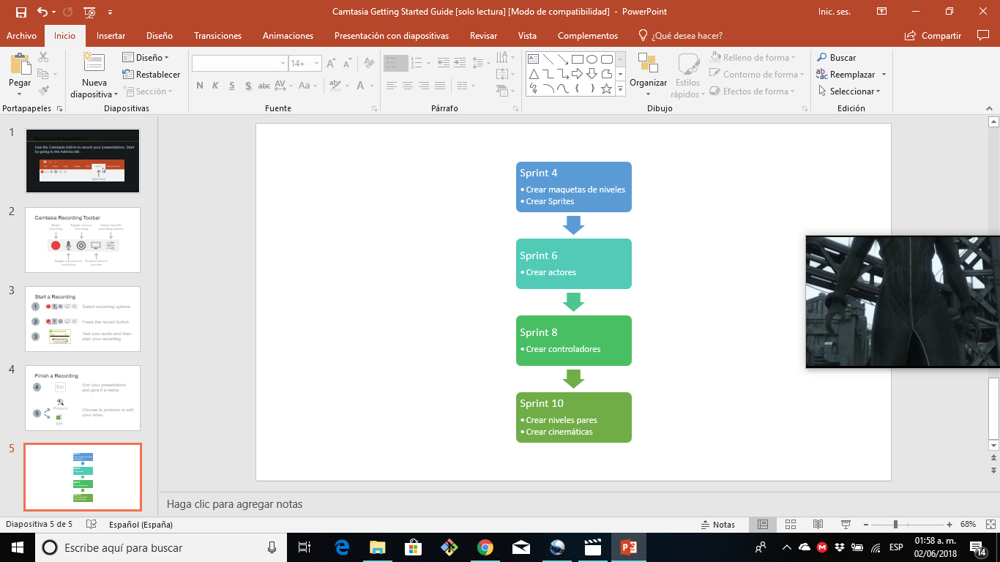 Camtasia Getting Started Guide [solo lectura] [Modo de compatibilidad] - PowerPoint
Inic. ses.
Archivo Inicio Insertar Diseño Transiciones Animaciones Presentación con diapositivas Revisar Vista Complementos ¿Qué desea hacer? Compartir
Pegar
Portapapeles
Nueva diapositiva
Diseño
Restablecer
Sección
Diapositivas
14+
N K S S abc AV Aa A
Fuente
Párrafo
Organizar
Estilos rápidos
Relleno de forma
Contorno de forma
Efectos de forma
Dibujo
Buscar
Reemplazar
Seleccionar
Edición
1
Record a Presentation
Use the Camtasia Add-in to record your presentations. Start
by going to the Add-ins tab.
Start here
2
Camtasia Recording Toolbar
Begin recording
Toggle camera recording
Adjust specific recording options
Toggle microphone recording
Display camera preview
3
Start a Recording
1 Select recording options
2 Press the record button
3 Test your audio and then
start your recording
4
Finish a Recording
4 Esc End your presentation
and give it a name
Produce
5 Choose to produce or edit
your video
Edit
5
Sprint 4
• Crear maquetas de niveles
• Crear Sprites
Sprint 6
• Crear actores
Sprint 8
• Crear controladores
Sprint 10
• Crear niveles pares
• Crear cinemáticas
Haga clic para agregar notas
Diapositiva 5 de 5 Español (España) Notas 68%
Escribe aquí para buscar
ESP
01:58 a. m.
02/06/2018
14